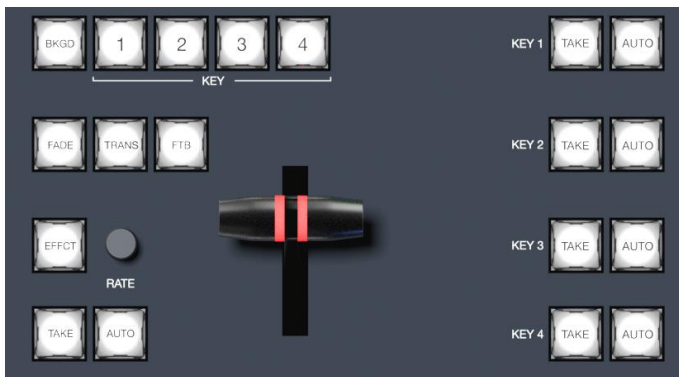 BKGD 1 2 3 4 KEY 1 TAKE AUTO
KEY
FADE TRANS FTB KEY 2 TAKE AUTO
EFFCT KEY 3 TAKE AUTO
RATE
TAKE AUTO KEY 4 TAKE AUTO